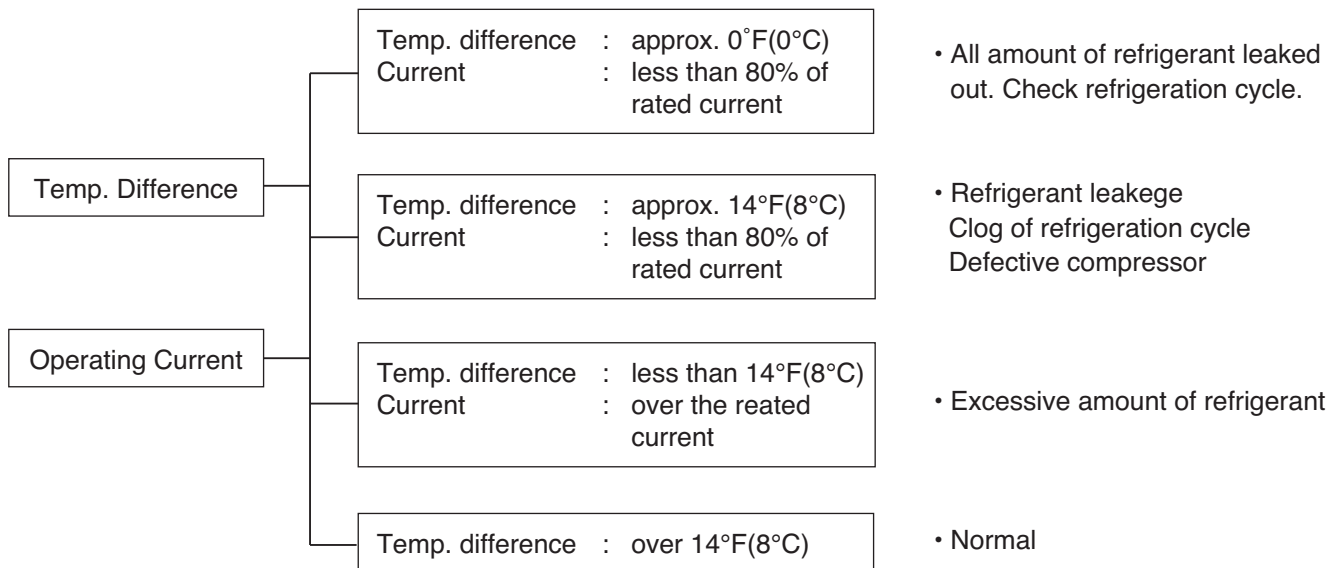 Temp. difference : approx. 0°F(0°C)
Current : less than 80% of
rated current
• All amount of refrigerant leaked
out. Check refrigeration cycle.
Temp. Difference
Temp. difference : approx. 14°F(8°C)
Current : less than 80% of
rated current
• Refrigerant leakege
Clog of refrigeration cycle
Defective compressor
Operating Current
Temp. difference : less than 14°F(8°C)
Current : over the reated
current
• Excessive amount of refrigerant
Temp. difference : over 14°F(8°C)
• Normal